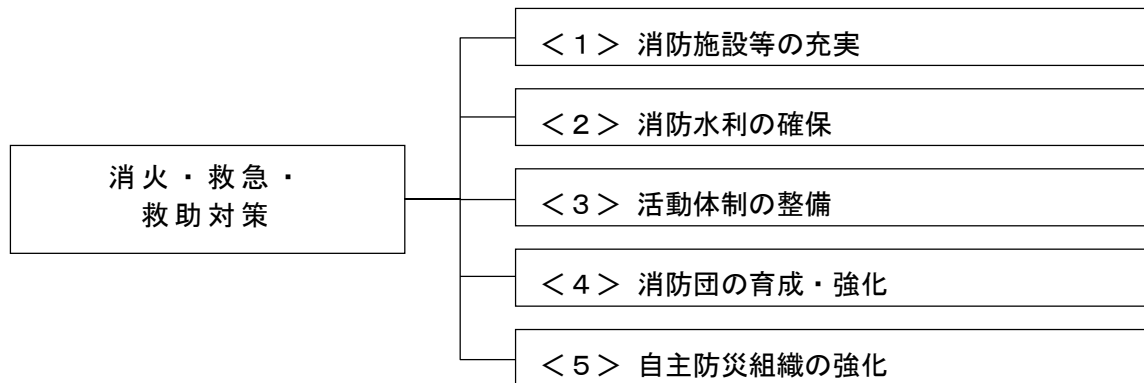 消火・救急・
救助対策
＜１＞ 消防施設等の充実
＜２＞ 消防水利の確保
＜３＞ 活動体制の整備
＜４＞ 消防団の育成・強化
＜５＞ 自主防災組織の強化